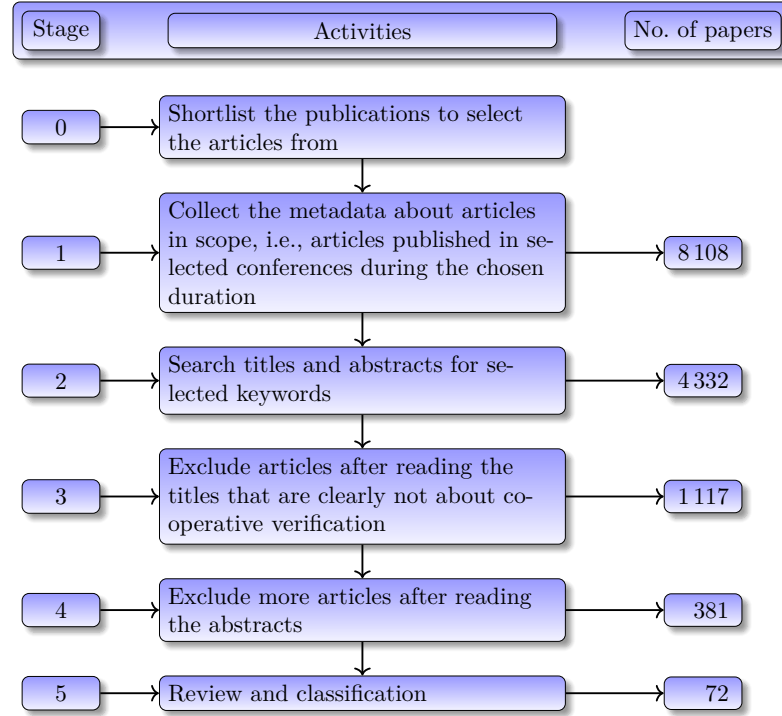 Stage Activities No. of papers
0
Shortlist the publications to select
the articles from
1
Collect the metadata about articles
in scope, i.e., articles published in se-
lected conferences during the chosen
duration
8 108
2
Search titles and abstracts for se-
lected keywords
4 332
3
Exclude articles after reading the
titles that are clearly not about co-
operative verification
1 117
4
Exclude more articles after reading
the abstracts
381
5
Review and classification
72